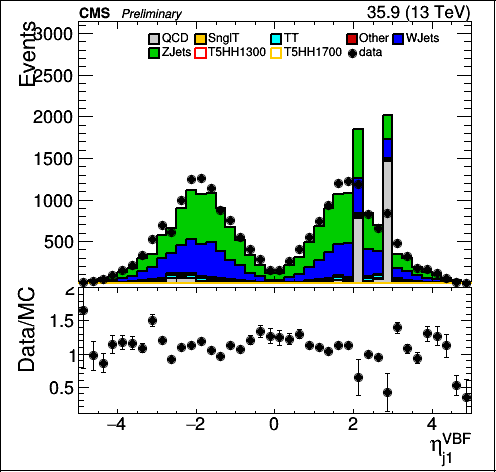 CMS Preliminary 35.9 (13 TeV)
Events
3000
2500
2000
1500
1000
500
QCD SnglT TT Other WJets
ZJets T5HH1300 T5HH1700 data
Data/MC
2
1.5
1
0.5
−4 −2 0 2 4
η_{j1}^{VBF}